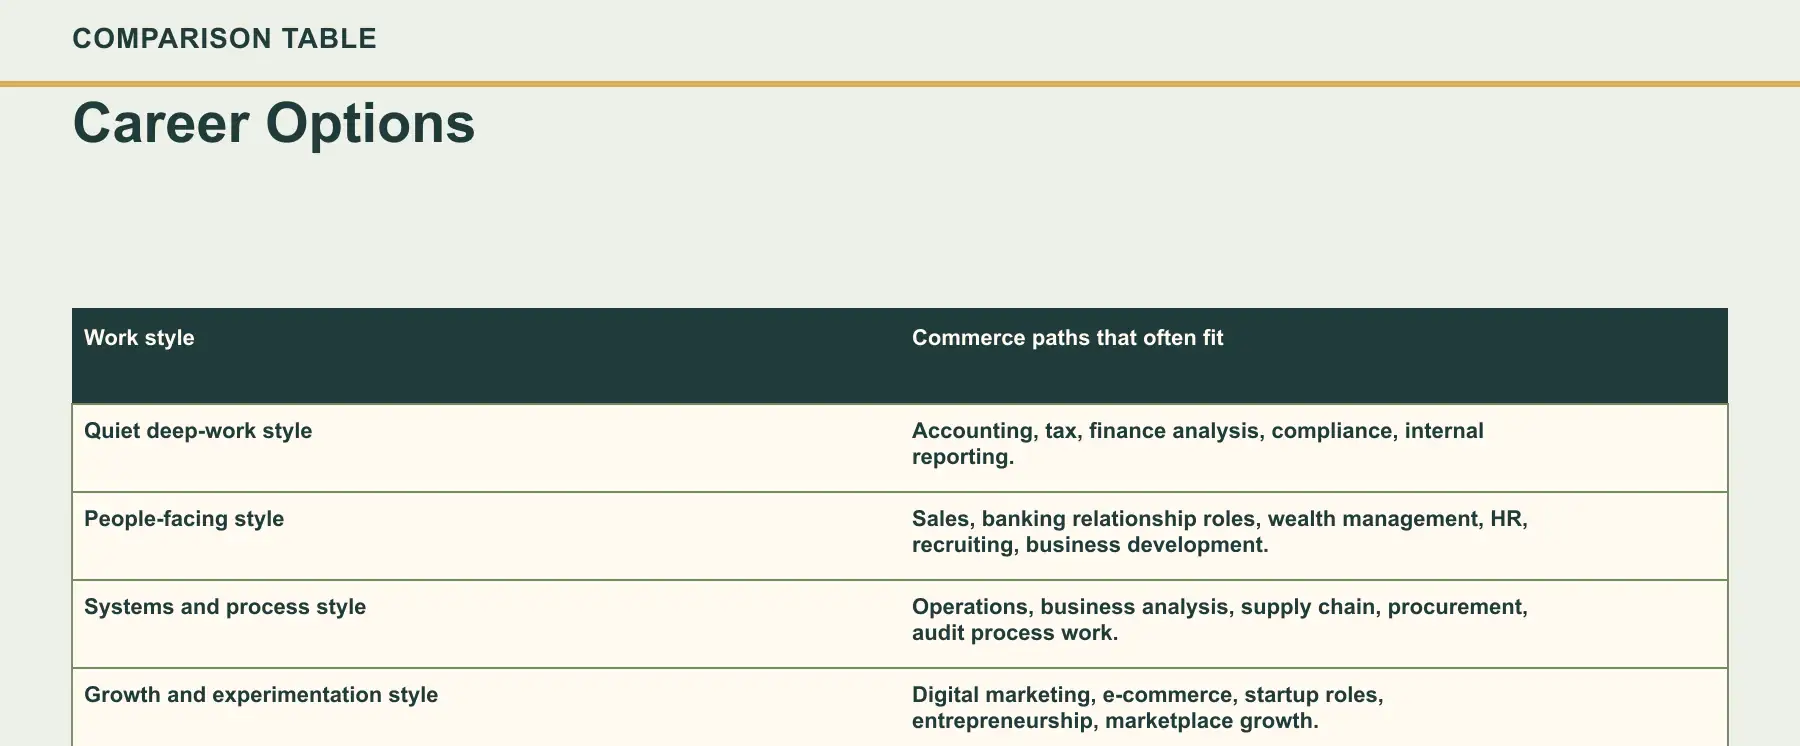 COMPARISON TABLE
Career Options
Work style
Commerce paths that often fit
Quiet deep-work style
Accounting, tax, finance analysis, compliance, internal
reporting.
People-facing style
Sales, banking relationship roles, wealth management, HR,
recruiting, business development.
Systems and process style
Operations, business analysis, supply chain, procurement,
audit process work.
Growth and experimentation style
Digital marketing, e-commerce, startup roles,
entrepreneurship, marketplace growth.